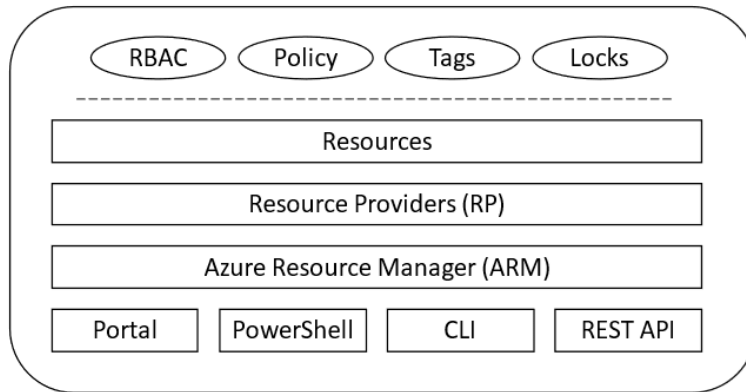 RBAC
Policy
Tags
Locks
Resources
Resource Providers (RP)
Azure Resource Manager (ARM)
Portal
PowerShell
CLI
REST API